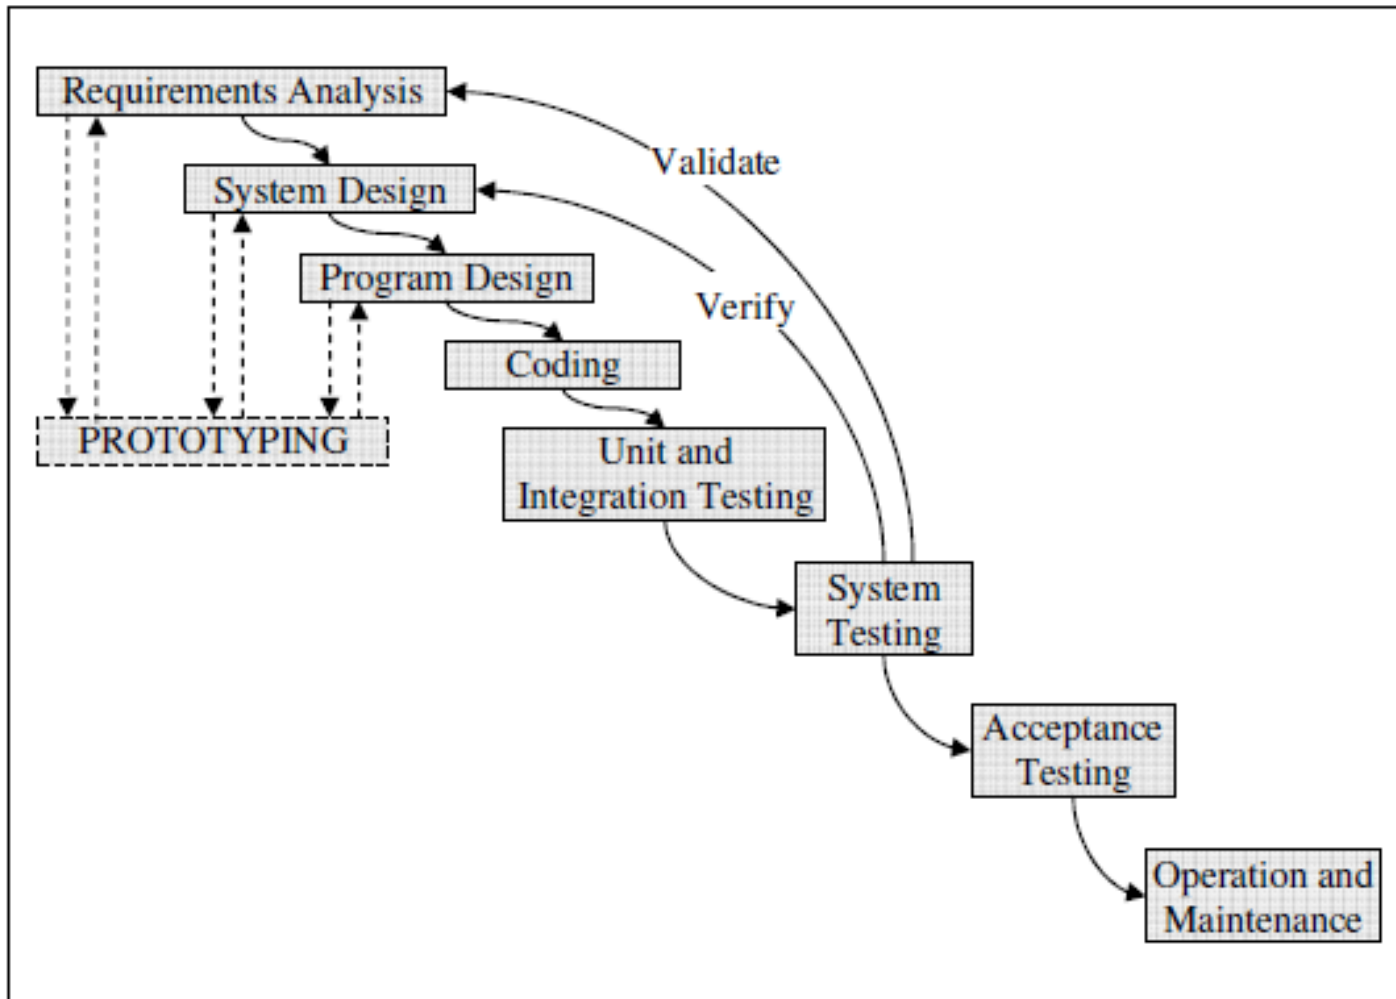 Requirements Analysis
Validate
System Design
Program Design
Verify
Coding
PROTOTYPING
Unit and
Integration Testing
System
Testing
Acceptance
Testing
Operation and
Maintenance